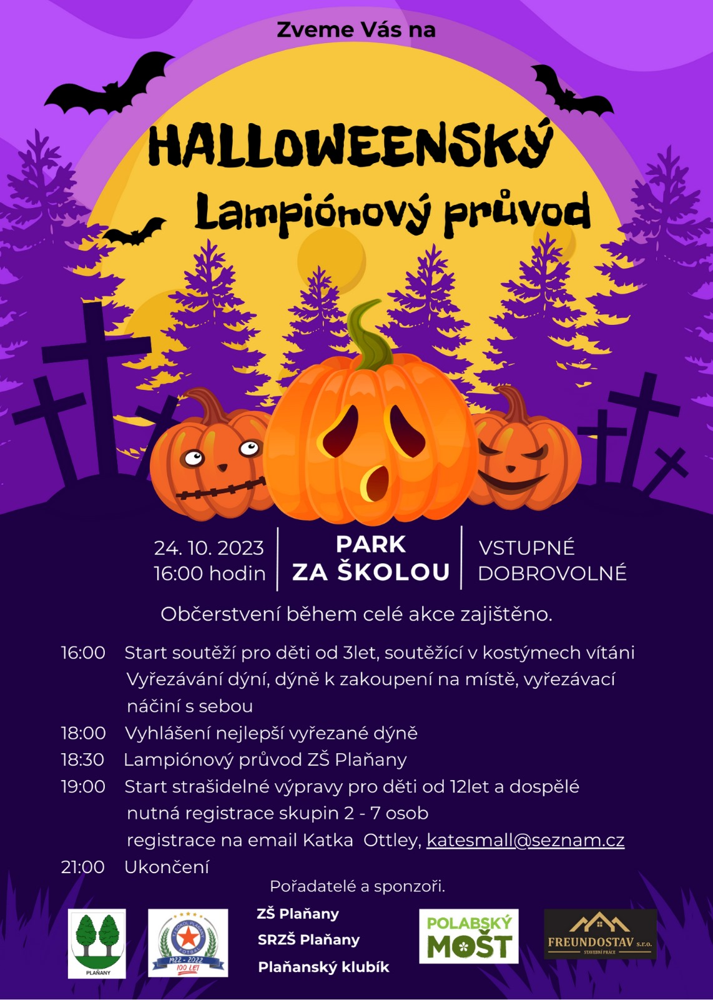 Zveme Vás na
HALLOWEENSKÝ
Lampiónový průvod
24. 10. 2023
16:00 hodin
PARK
ZA ŠKOLOU
VSTUPNÉ
DOBROVOLNÉ
Občerstvení během celé akce zajištěno.
16:00 Start soutěží pro děti od 3let, soutěžící v kostýmech vítáni
Vyřezávání dýní, dýně k zakoupení na místě, vyřezávací
náčiní s sebou
18:00 Vyhlášení nejlepší vyřezané dýně
18:30 Lampiónový průvod ZŠ Plaňany
19:00 Start strašidelné výpravy pro děti od 12let a dospělé
nutná registrace skupin 2 - 7 osob
registrace na email Katka Ottley, katesmall@seznam.cz
21:00 Ukončení
Pořadatelé a sponzoři.
PLAŇANY
TJ SOKOL PLAŇANY
FOTBAL
1922 - 2022
100 LET
ZŠ Plaňany
SRZŠ Plaňany
Plaňanský klubík
POLABSKÝ
MOŠT
FREUNDOSTAV s.r.o.
STAVEBNÍ PRÁCE